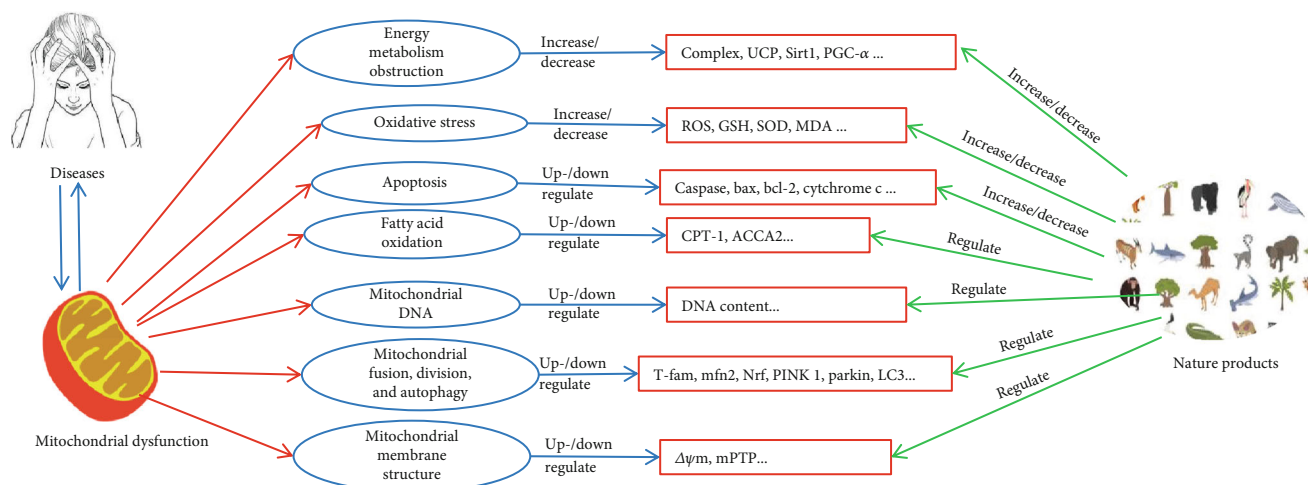 Energy
metabolism
obstruction
Increase/
decrease
Complex, UCP, Sirt1, PGC-α ...
Increase/decrease
Oxidative stress
Increase/
decrease
ROS, GSH, SOD, MDA ...
Increase/decrease
Diseases
Apoptosis
Up-/down
regulate
Caspase, bax, bcl-2, cytchrome c ...
Increase/decrease
Fatty acid
oxidation
Up-/down
regulate
CPT-1, ACCA2...
Regulate
Mitochondrial
DNA
Up-/down
regulate
DNA content...
Regulate
Mitochondrial
fusion, division,
and autophagy
Up-/down
regulate
T-fam, mfn2, Nrf, PINK 1, parkin, LC3...
Regulate
Nature products
Mitochondrial dysfunction
Mitochondrial
membrane
structure
Up-/down
regulate
Δψm, mPTP...
Regulate